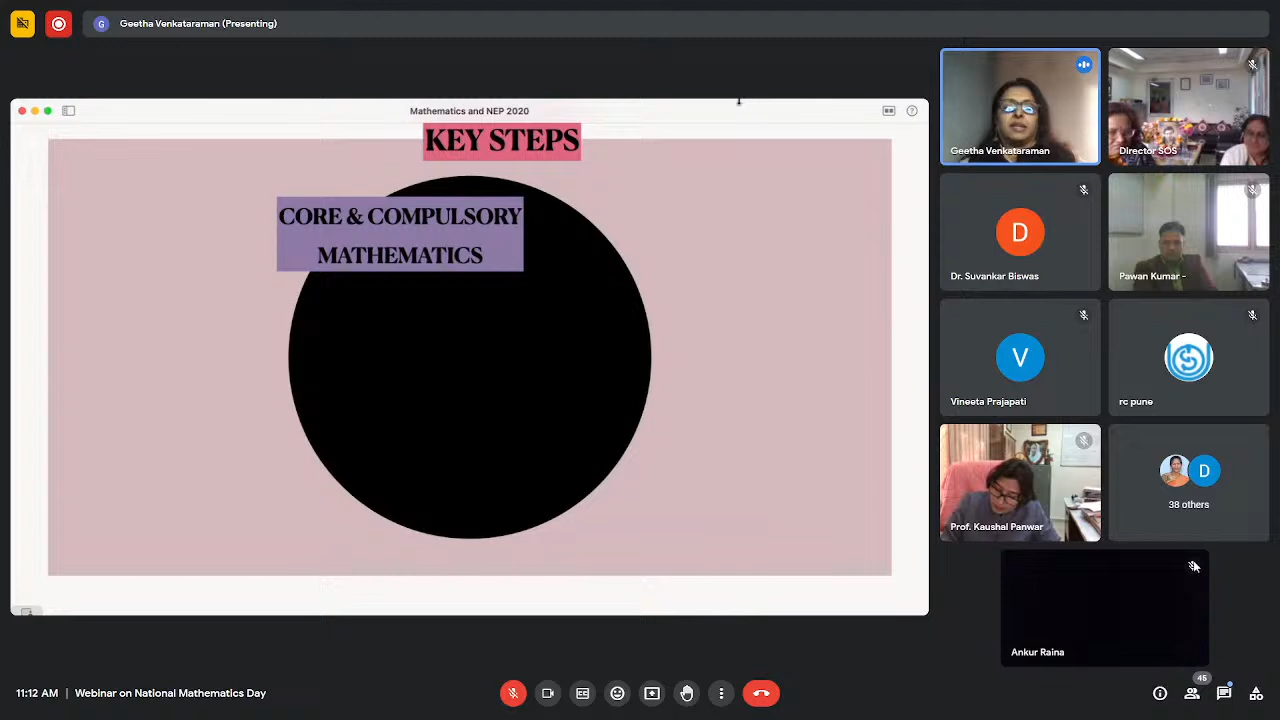 G Geetha Venkataraman (Presenting)
Mathematics and NEP 2020
KEY STEPS
CORE & COMPULSORY
MATHEMATICS
Geetha Venkataraman
Director SOS
D
Dr. Suvankar Biswas
Pawan Kumar -
V
Vineeta Prajapati
rc pune
Prof. Kaushal Panwar
D
38 others
Ankur Raina
11:12 AM | Webinar on National Mathematics Day
45